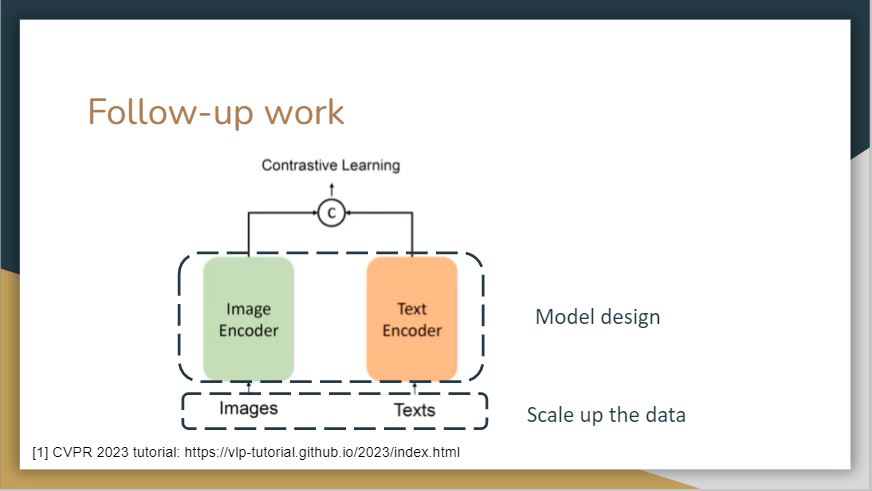 Follow-up work
Contrastive Learning
C
Image
Encoder
Text
Encoder
Model design
Images
Texts
Scale up the data
[1] CVPR 2023 tutorial: https://vlp-tutorial.github.io/2023/index.html